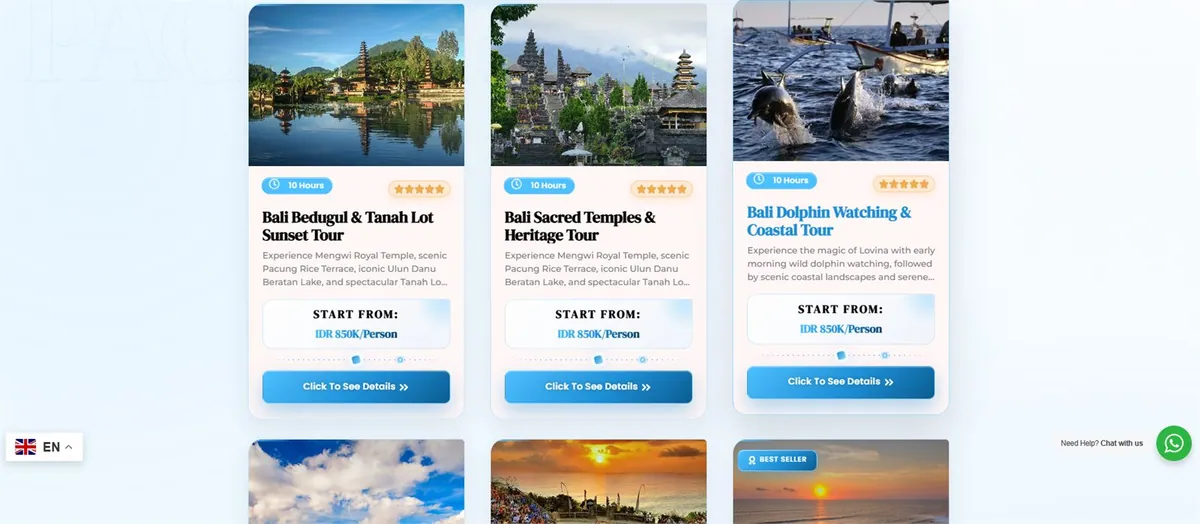 10 Hours
Bali Bedugul & Tanah Lot
Sunset Tour
Experience Mengwi Royal Temple, scenic
Pacung Rice Terrace, iconic Ulun Danu
Beratan Lake, and spectacular Tanah Lo...
START FROM:
IDR 850K/Person
Click To See Details
10 Hours
Bali Sacred Temples &
Heritage Tour
Experience Mengwi Royal Temple, scenic
Pacung Rice Terrace, iconic Ulun Danu
Beratan Lake, and spectacular Tanah Lo...
START FROM:
IDR 850K/Person
Click To See Details
10 Hours
Bali Dolphin Watching &
Coastal Tour
Experience the magic of Lovina with early
morning wild dolphin watching, followed
by scenic coastal landscapes and serene...
START FROM:
IDR 850K/Person
Click To See Details
EN
Need Help? Chat with us
BEST SELLER